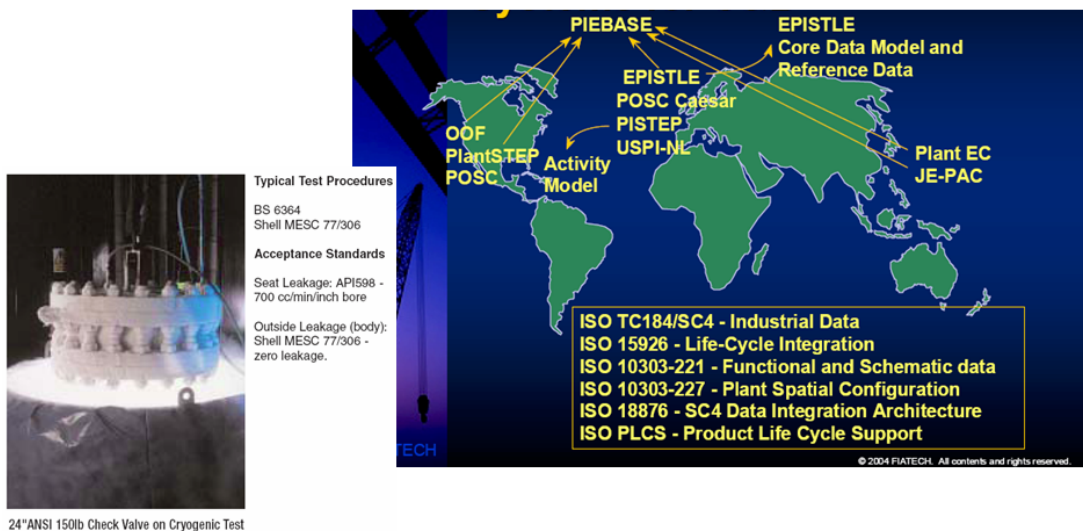 PIEBASE
EPISTLE
Core Data Model and
Reference Data
EPISTLE
POSC Caesar
PISTEP
USPI-NL
OOF
PlantSTEP
POSC
Activity
Model
Plant EC
JE-PAC
ISO TC184/SC4 - Industrial Data
ISO 15926 - Life-Cycle Integration
ISO 10303-221 - Functional and Schematic data
ISO 10303-227 - Plant Spatial Configuration
ISO 18876 - SC4 Data Integration Architecture
ISO PLCS - Product Life Cycle Support
TECH
© 2004 FIATECH. All contents and rights reserved.
Typical Test Procedures
BS 6364
Shell MESC 77/306
Acceptance Standards
Seat Leakage: API598 -
700 cc/min/inch bore
Outside Leakage (body):
Shell MESC 77/306 -
zero leakage.
24"ANSI 150lb Check Valve on Cryogenic Test